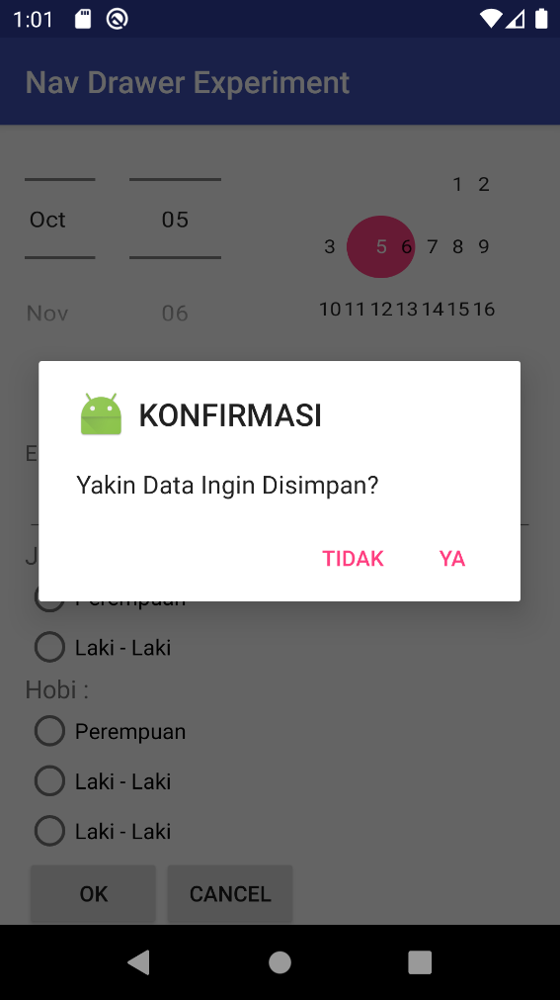 1:01
Nav Drawer Experiment
1 2
Oct 05
3 5 6 7 8 9
Nov 06
10 11 12 13 14 15 16
KONFIRMASI
E
Yakin Data Ingin Disimpan?
TIDAK YA
J
Perempuan
Laki - Laki
Hobi :
Perempuan
Laki - Laki
Laki - Laki
OK CANCEL